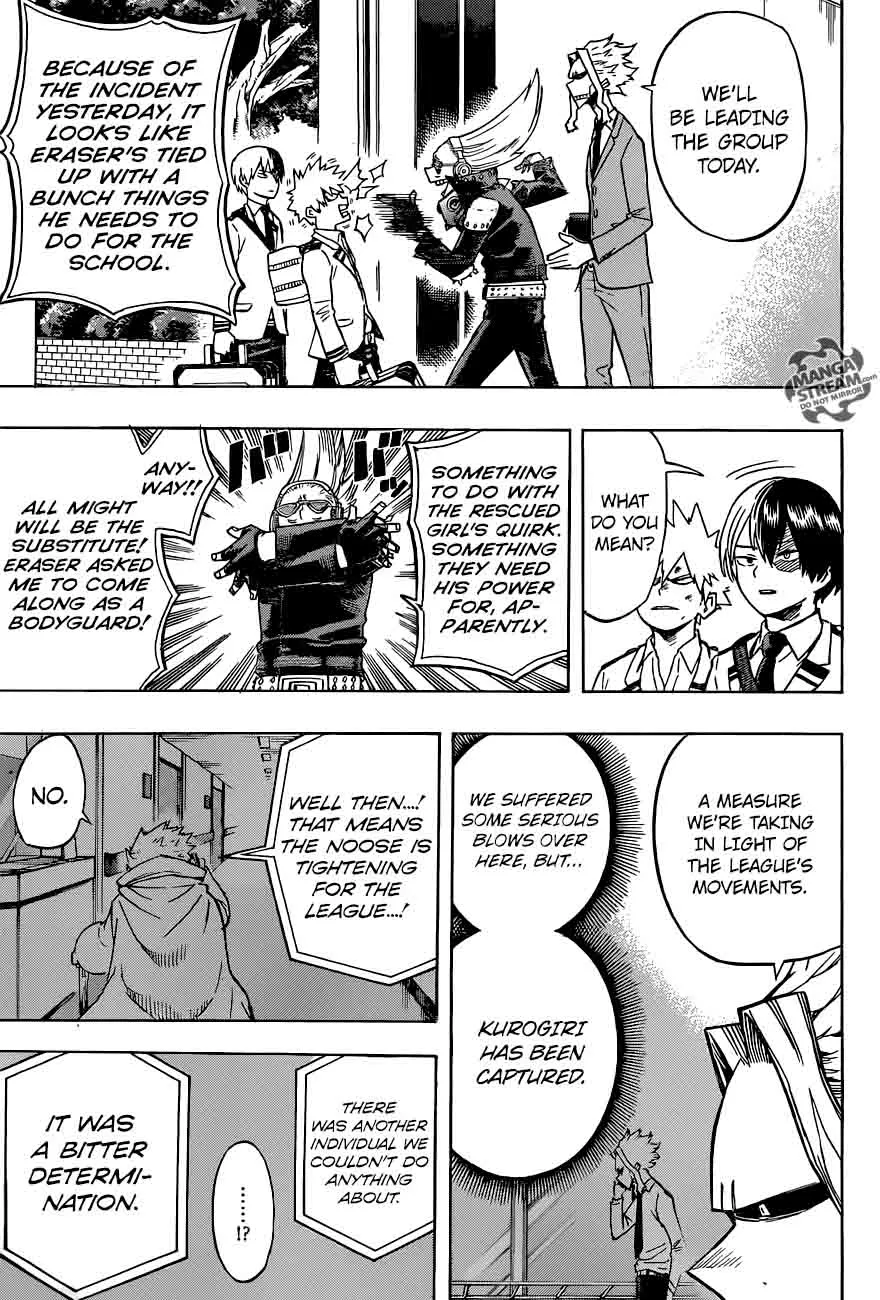 WE'LL
BE LEADING
THE GROUP
TODAY.
BECAUSE OF
THE INCIDENT
YESTERDAY, IT
LOOKS LIKE
ERASER'S TIED
UP WITH A
BUNCH THINGS
HE NEEDS TO
DO FOR THE
SCHOOL.
MANGA
STREAM.com
DO NOT MIRROR
WHAT
DO YOU
MEAN?
SOMETHING
TO DO WITH
THE RESCUED
GIRL'S QUIRK.
SOMETHING
THEY NEED
HIS POWER
FOR, AP-
PARENTLY.
ANY-
WAY!!
ALL MIGHT
WILL BE THE
SUBSTITUTE!
ERASER ASKED
ME TO COME
ALONG AS A
BODYGUARD!
A MEASURE
WE'RE TAKING
IN LIGHT OF
THE LEAGUE'S
MOVEMENTS.
WE SUFFERED
SOME SERIOUS
BLOWS OVER
HERE, BUT...
KUROGIRI
HAS BEEN
CAPTURED.
WELL THEN....!
THAT MEANS
THE NOOSE IS
TIGHTENING
FOR THE
LEAGUE....!
NO.
THERE
WAS ANOTHER
INDIVIDUAL WE
COULDN'T DO
ANYTHING
ABOUT.
......
!?
IT WAS
A BITTER
DETERMI-
NATION.